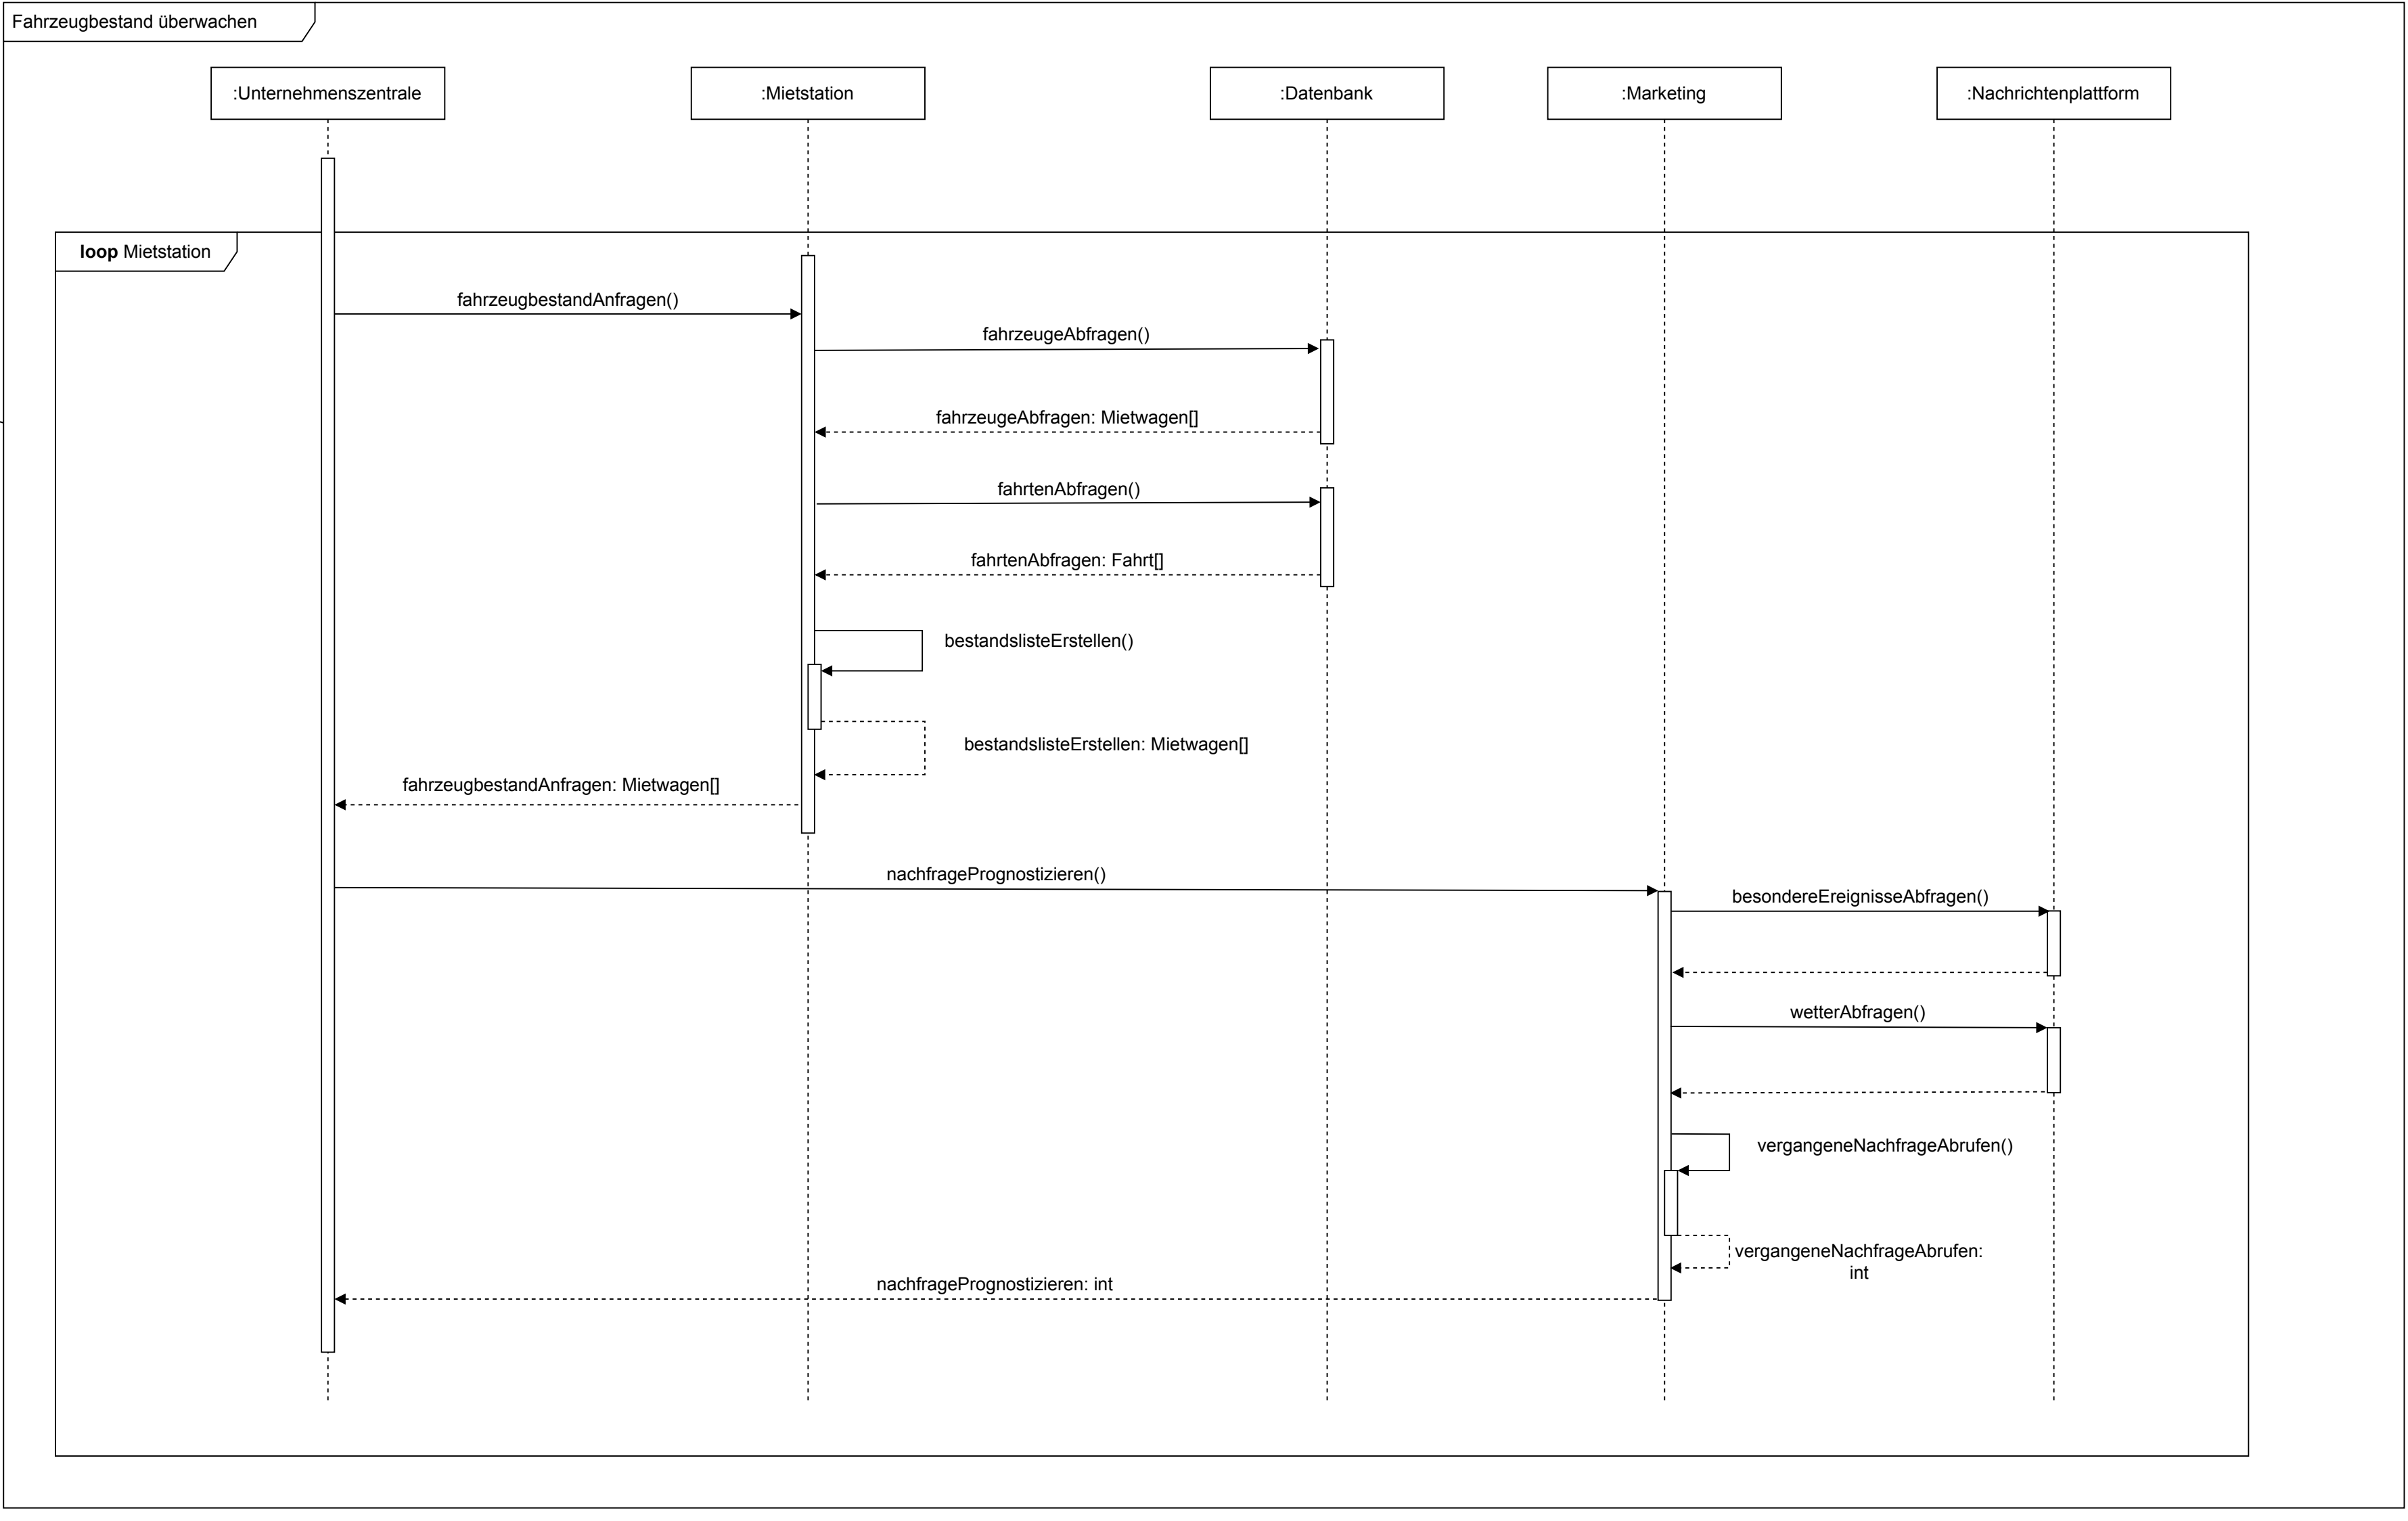 Fahrzeugbestand überwachen
:Unternehmenszentrale
:Mietstation
:Datenbank
:Marketing
:Nachrichtenplattform
loop Mietstation
fahrzeugbestandAnfragen()
fahrzeugeAbfragen()
fahrzeugeAbfragen: Mietwagen[]
fahrtenAbfragen()
fahrtenAbfragen: Fahrt[]
bestandslisteErstellen()
bestandslisteErstellen: Mietwagen[]
fahrzeugbestandAnfragen: Mietwagen[]
nachfragePrognostizieren()
besondereEreignisseAbfragen()
wetterAbfragen()
vergangeneNachfrageAbrufen()
vergangeneNachfrageAbrufen:
int
nachfragePrognostizieren: int